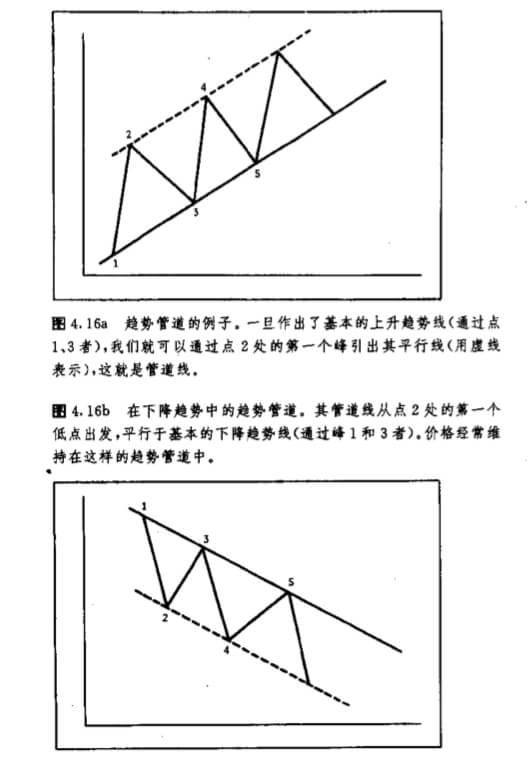 4
2
5
3
1
图 4.16a 趋势管道的例子。一旦作出了基本的上升趋势线(通过点
1、3者),我们就可以通过点 2 处的第一个峰引出其平行线(用虚线
表示),这就是管道线。
图 4.16b 在下降趋势中的趋势管道。其管道线从点 2 处的第一个
低点出发,平行于基本的下降趋势线(通过峰 1 和 3 者)。价格经常维
持在这样的趋势管道中。
1
3
5
2
4